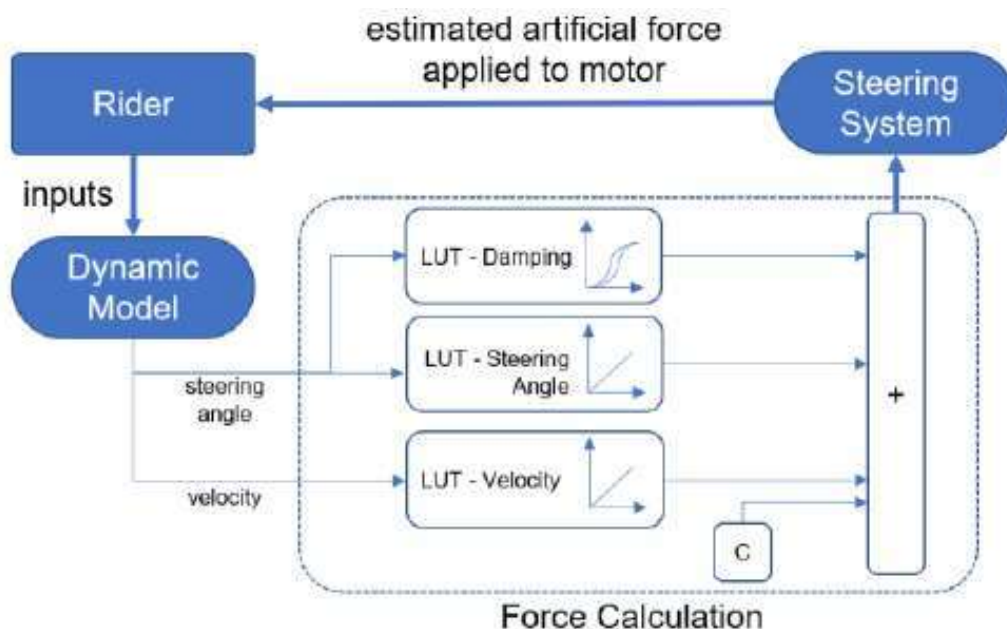 estimated artificial force
applied to motor
Rider
Steering
System
inputs
Dynamic
Model
LUT - Damping
LUT - Steering
Angle
steering
angle
+
LUT - Velocity
velocity
C
Force Calculation